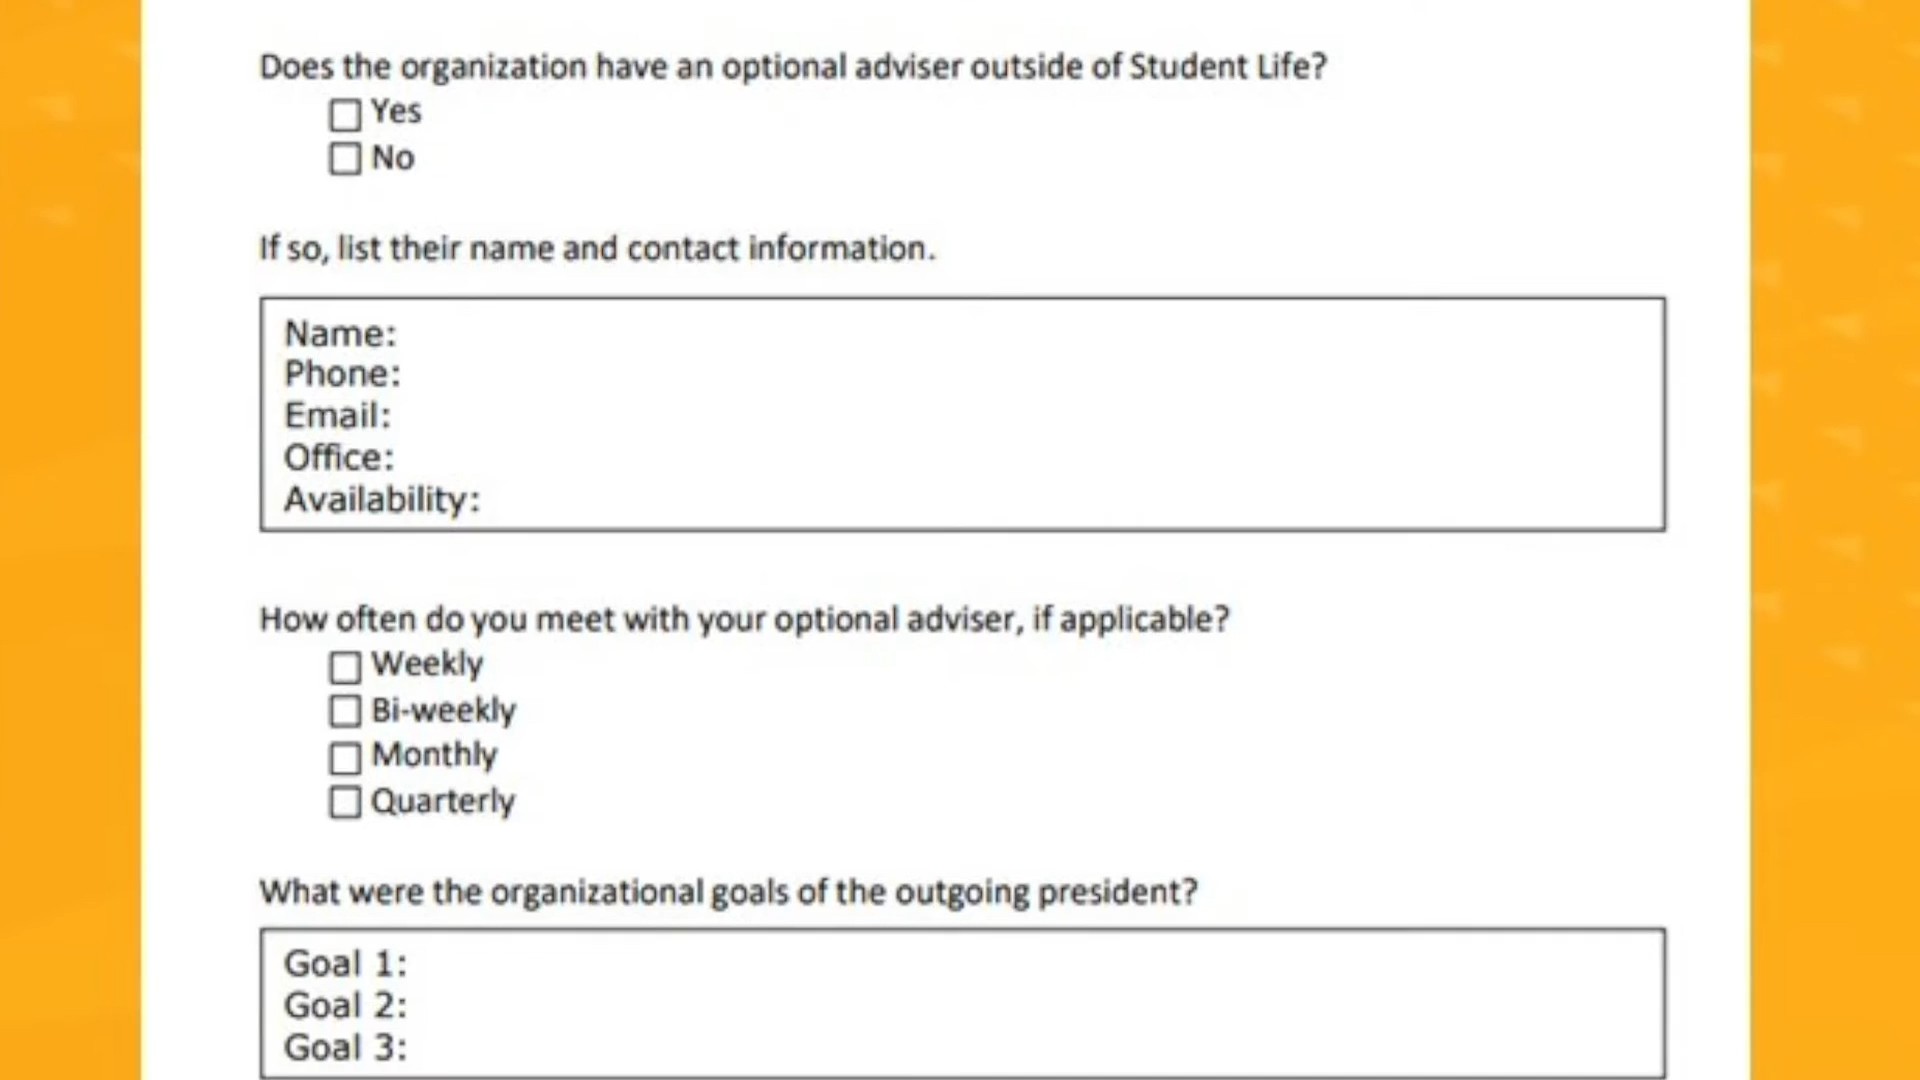 Does the organization have an optional adviser outside of Student Life?
Yes
No
If so, list their name and contact information.
Name:
Phone:
Email:
Office:
Availability:
How often do you meet with your optional adviser, if applicable?
Weekly
Bi-weekly
Monthly
Quarterly
What were the organizational goals of the outgoing president?
Goal 1:
Goal 2:
Goal 3: